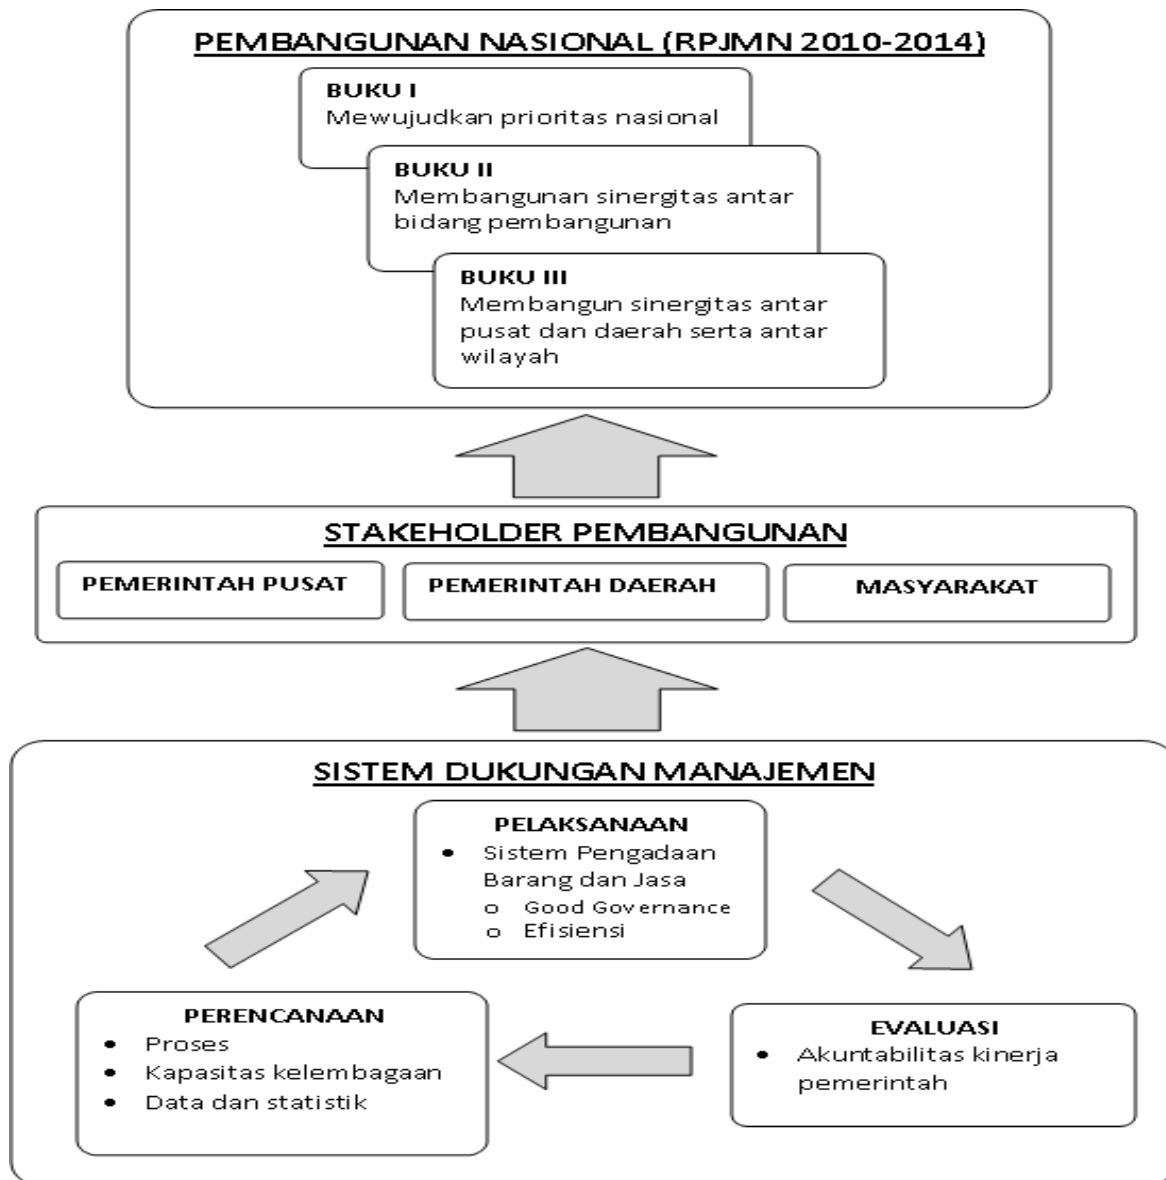 PEMBANGUNAN NASIONAL (RPJMN 2010-2014)
BUKU I
Mewujudkan prioritas nasional
BUKU II
Membangunan sinergitas antar
bidang pembangunan
BUKU III
Membangun sinergitas antar
pusat dan daerah serta antar
wilayah
STAKEHOLDER PEMBANGUNAN
PEMERINTAH PUSAT
PEMERINTAH DAERAH
MASYARAKAT
SISTEM DUKUNGAN MANAJEMEN
PELAKSANAAN
• Sistem Pengadaan
Barang dan Jasa
o Good Governance
o Efisiensi
PERENCANAAN
• Proses
• Kapasitas kelembagaan
• Data dan statistik
EVALUASI
• Akuntabilitas kinerja
pemerintah